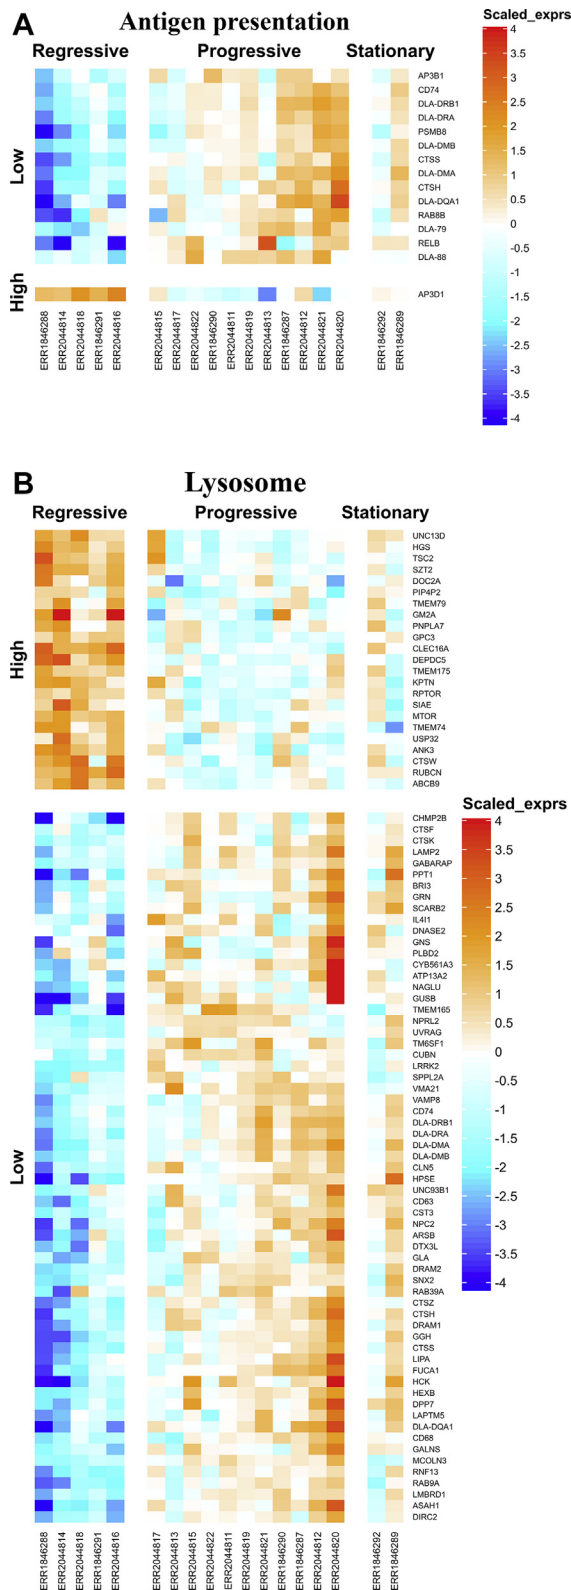 A
Antigen presentation
Regressive
Progressive
Stationary
Scaled_exprs
4
3.5
3
2.5
2
1.5
1
0.5
0
-0.5
-1
-1.5
-2
-2.5
-3
-3.5
-4
Low
AP3B1
CD74
DLA-DRB1
DLA-DRA
PSMB8
DLA-DMB
CTSS
DLA-DMA
CTSH
DLA-DQA1
RAB8B
DLA-79
RELB
DLA-88
High
AP3D1
ERR1846288
ERR2044814
ERR2044818
ERR1846291
ERR2044816
ERR2044815
ERR2044817
ERR2044822
ERR1846290
ERR2044811
ERR2044819
ERR2044813
ERR1846287
ERR2044812
ERR2044821
ERR2044820
ERR1846292
ERR1846289
B
Lysosome
Regressive
Progressive
Stationary
High
UNC13D
HGS
TSC2
SZT2
DOC2A
PIP4P2
TMEM79
GM2A
PNPLA7
GPC3
CLEC16A
DEPDC5
TMEM175
KPTN
RPTOR
SIAE
MTOR
TMEM74
USP32
ANK3
CTSW
RUBCN
ABCB9
Scaled_exprs
4
3.5
3
2.5
2
1.5
1
0.5
0
-0.5
-1
-1.5
-2
-2.5
-3
-3.5
-4
Low
CHMP2B
CTSF
CTSK
LAMP2
GABARAP
PPT1
BRI3
GRN
SCARB2
IL4I1
DNASE2
GNS
PLBD2
CYB561A3
ATP13A2
NAGLU
GUSB
TMEM165
NPRL2
UVRAG
TM6SF1
CUBN
LRRK2
SPPL2A
VMA21
VAMP8
CD74
DLA-DRB1
DLA-DRA
DLA-DMA
DLA-DMB
CLN5
HPSE
UNC93B1
CD63
CST3
NPC2
ARSB
DTX3L
GLA
DRAM2
SNX2
RAB39A
CTSZ
CTSH
DRAM1
GGH
CTSS
LIPA
FUCA1
HCK
HEXB
DPP7
LAPTM5
DLA-DQA1
CD68
GALNS
MCOLN3
RNF13
RAB9A
LMBRD1
ASAH1
DIRC2
ERR1846288
ERR2044814
ERR2044818
ERR1846291
ERR2044816
ERR2044817
ERR2044813
ERR2044815
ERR2044822
ERR2044811
ERR2044819
ERR2044821
ERR1846290
ERR1846287
ERR2044812
ERR2044820
ERR1846292
ERR1846289